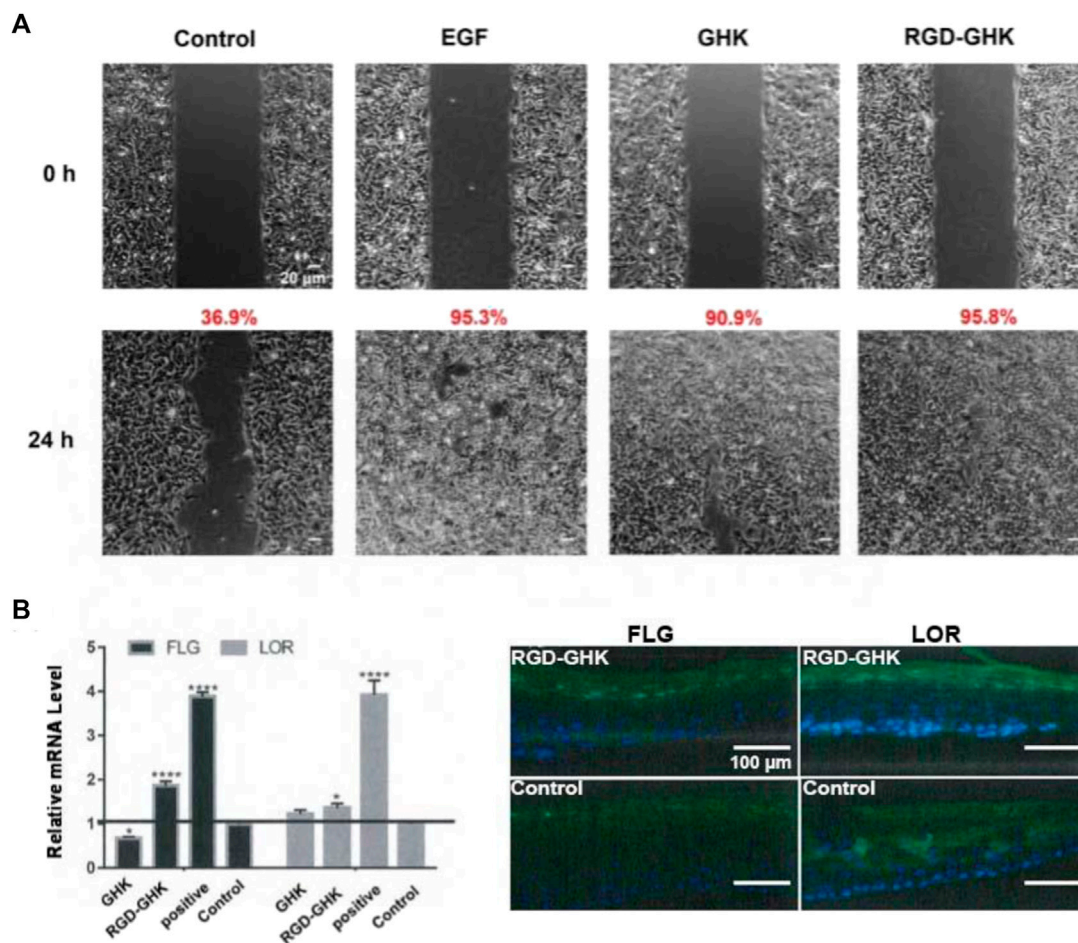 A
Control EGF GHK RGD-GHK
0 h
20 μm
36.9% 95.3% 90.9% 95.8%
24 h
B
FLG LOR
Relative mRNA Level
5
4
3
2
1
0
* **** **** * ****
GHK RGD-GHK positive Control GHK RGD-GHK positive Control
FLG LOR
RGD-GHK RGD-GHK
100 μm
Control Control